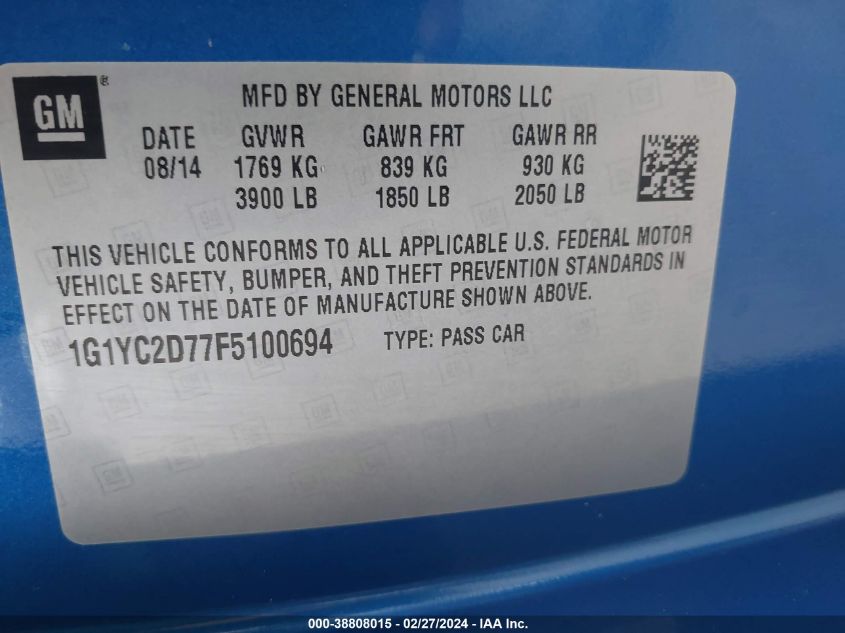 GM ®
MFD BY GENERAL MOTORS LLC
DATE GVWR GAWR FRT GAWR RR
08/14 1769 KG 839 KG 930 KG
3900 LB 1850 LB 2050 LB
THIS VEHICLE CONFORMS TO ALL APPLICABLE U.S. FEDERAL MOTOR
VEHICLE SAFETY, BUMPER, AND THEFT PREVENTION STANDARDS IN
EFFECT ON THE DATE OF MANUFACTURE SHOWN ABOVE.
1G1YC2D77F5100694 TYPE: PASS CAR
000-38808015 - 02/27/2024 - IAA Inc.